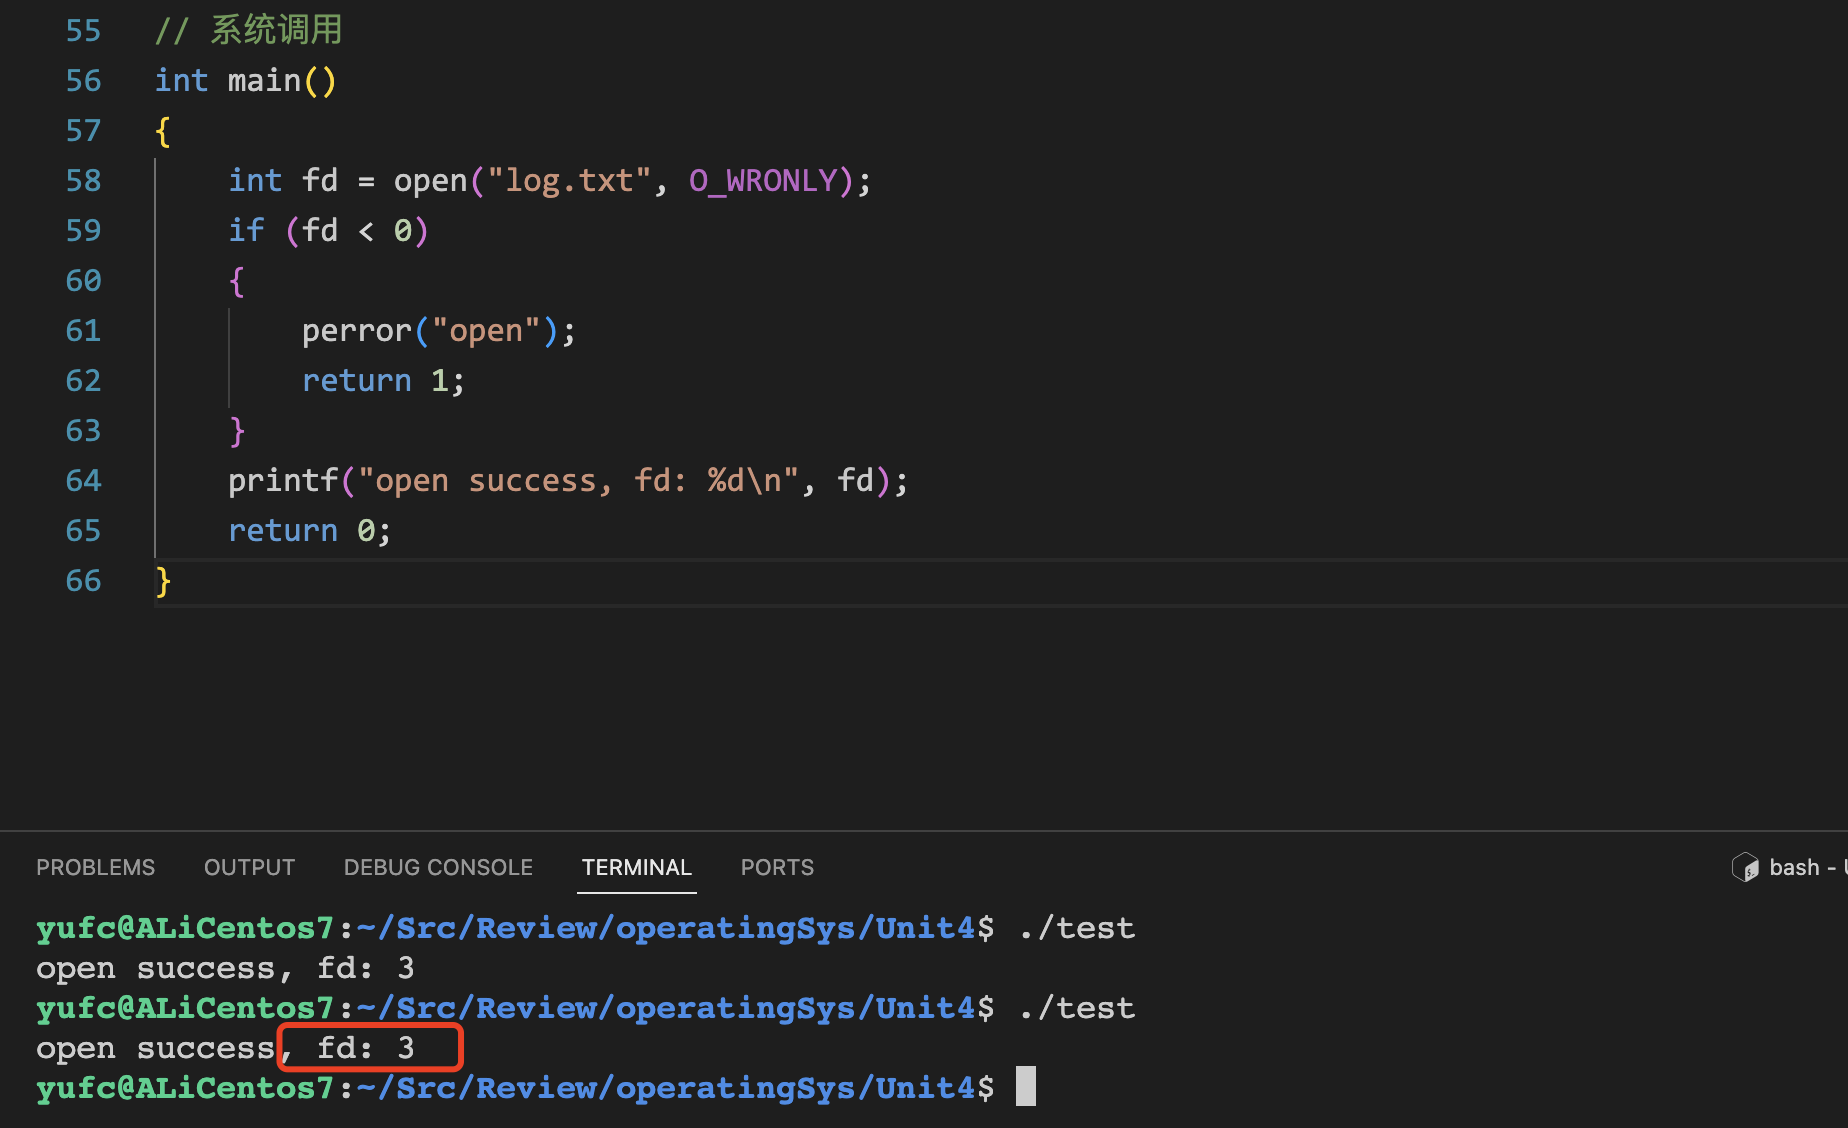 55 // 系统调用
56 int main()
57 {
58 int fd = open("log.txt", O_WRONLY);
59 if (fd < 0)
60 {
61 perror("open");
62 return 1;
63 }
64 printf("open success, fd: %d\n", fd);
65 return 0;
66 }
PROBLEMS OUTPUT DEBUG CONSOLE TERMINAL PORTS bash -
yufc@ALiCentos7:~/Src/Review/operatingSys/Unit4$ ./test
open success, fd: 3
yufc@ALiCentos7:~/Src/Review/operatingSys/Unit4$ ./test
open success, fd: 3
yufc@ALiCentos7:~/Src/Review/operatingSys/Unit4$